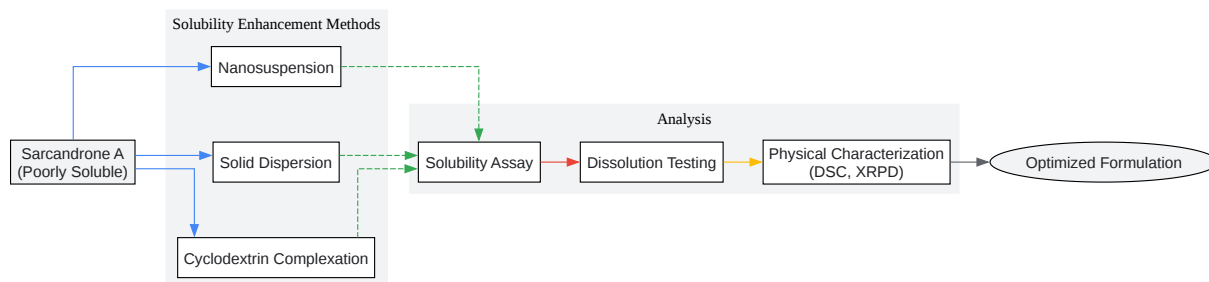 Solubility Enhancement Methods
Nanosuspension
Sarcandrone A
(Poorly Soluble)
Solid Dispersion
Cyclodextrin Complexation
Analysis
Solubility Assay
Dissolution Testing
Physical Characterization
(DSC, XRPD)
Optimized Formulation